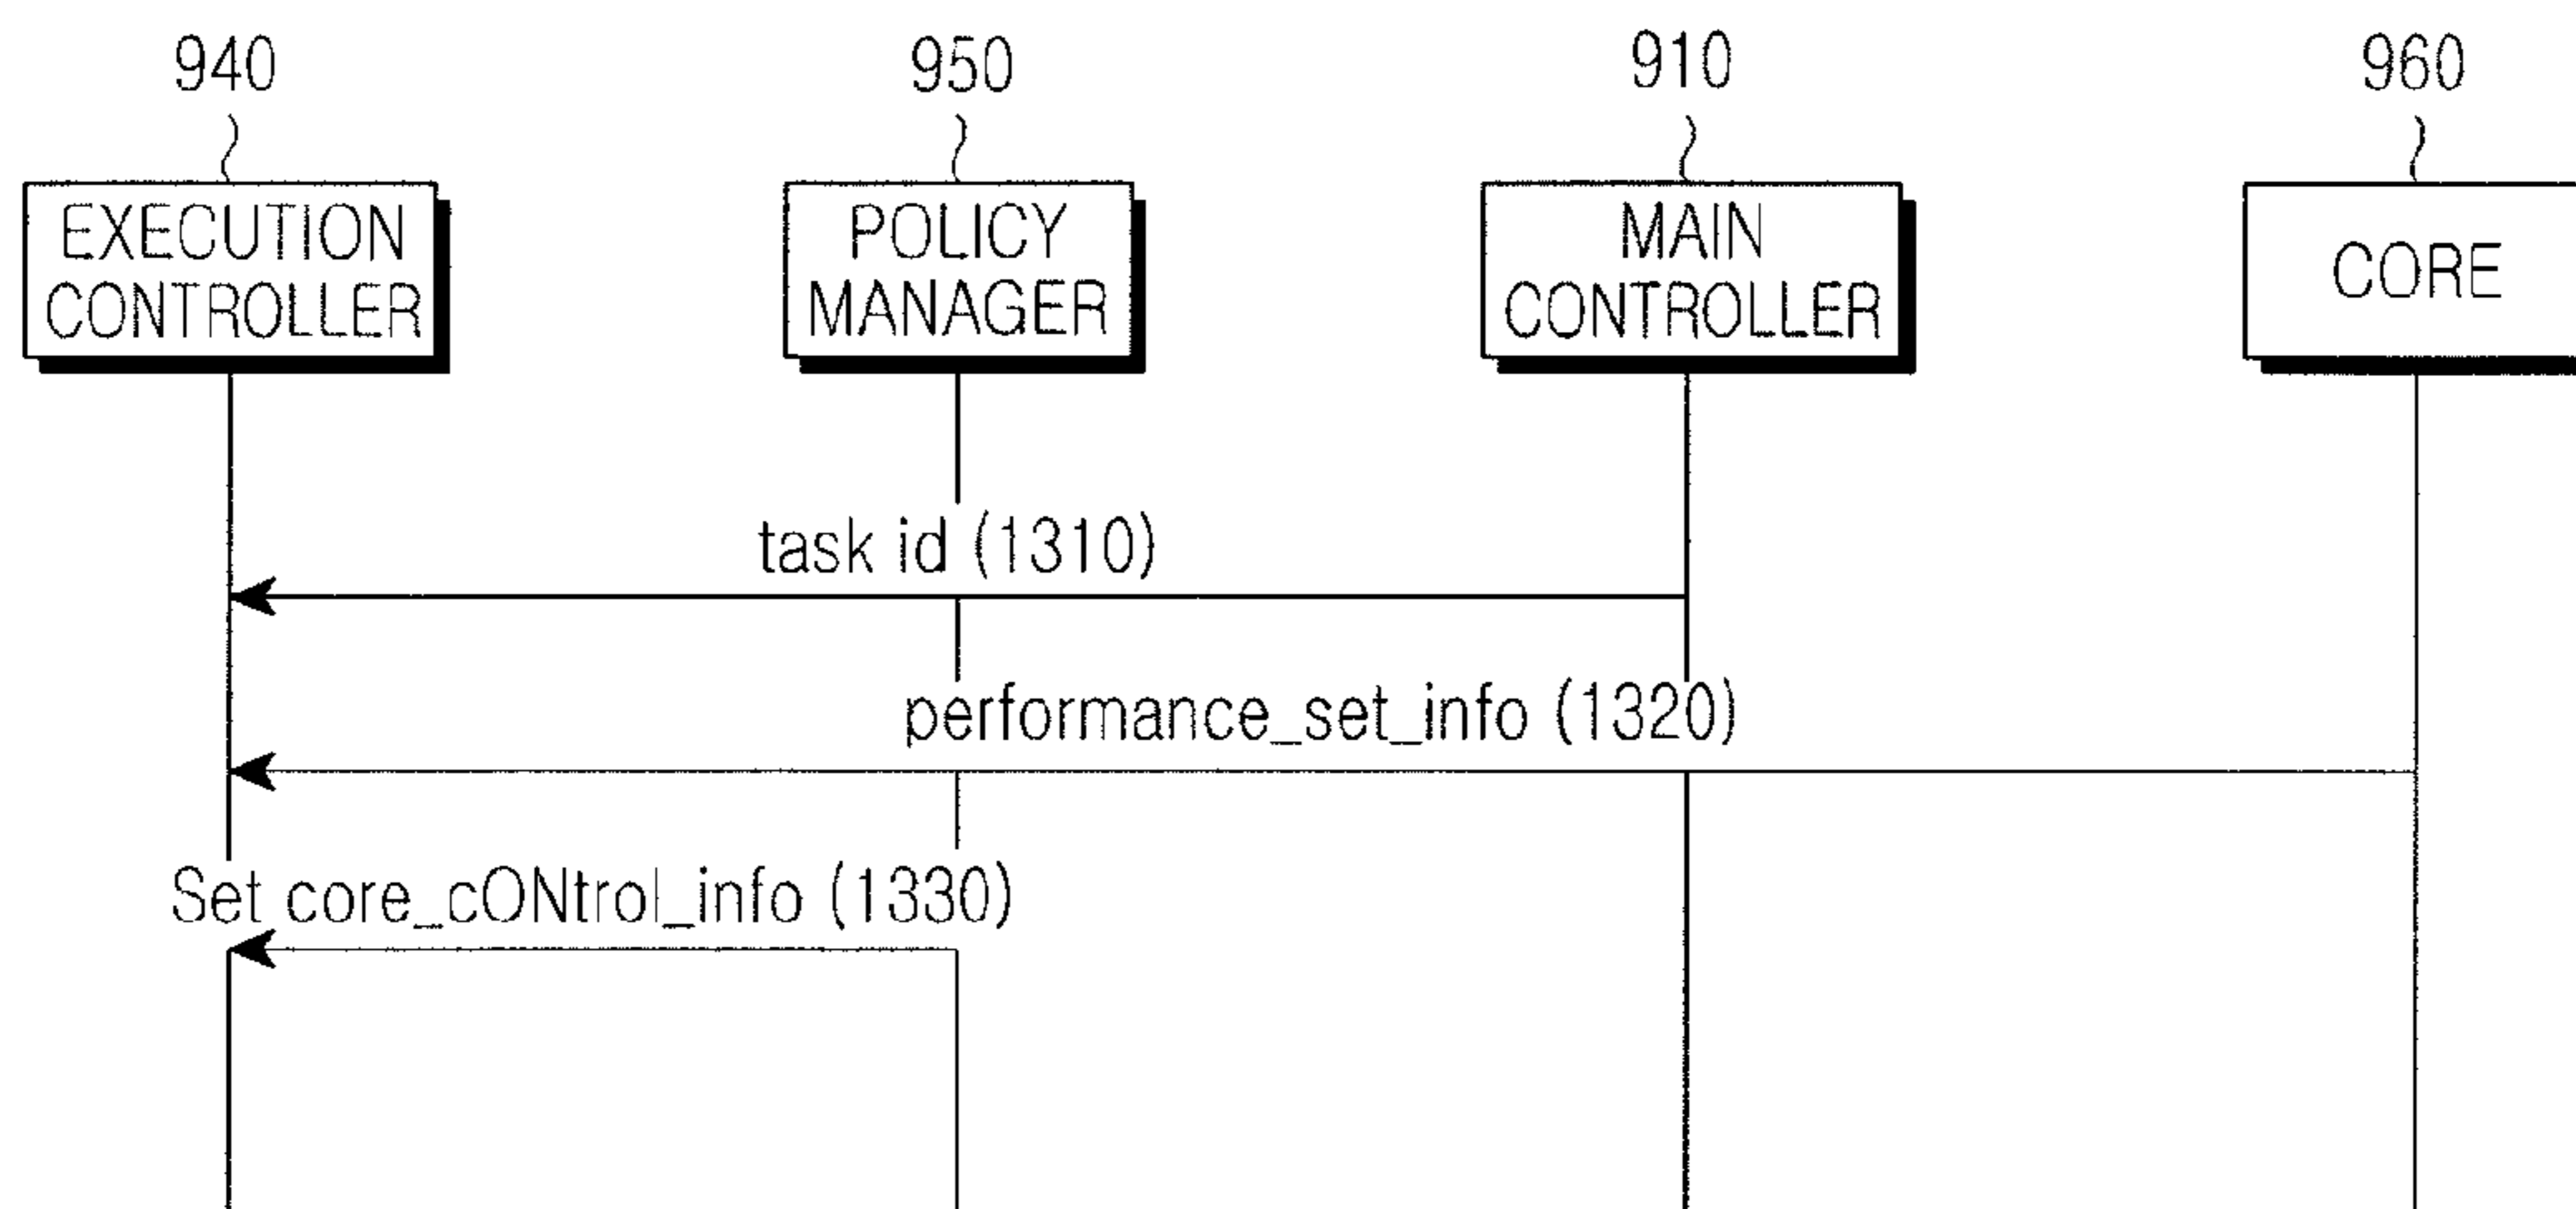 940
950
910
960
EXECUTION
CONTROLLER
POLICY
MANAGER
MAIN
CONTROLLER
CORE
task id (1310)
performance_set_info (1320)
Set core_cONtrol_info (1330)